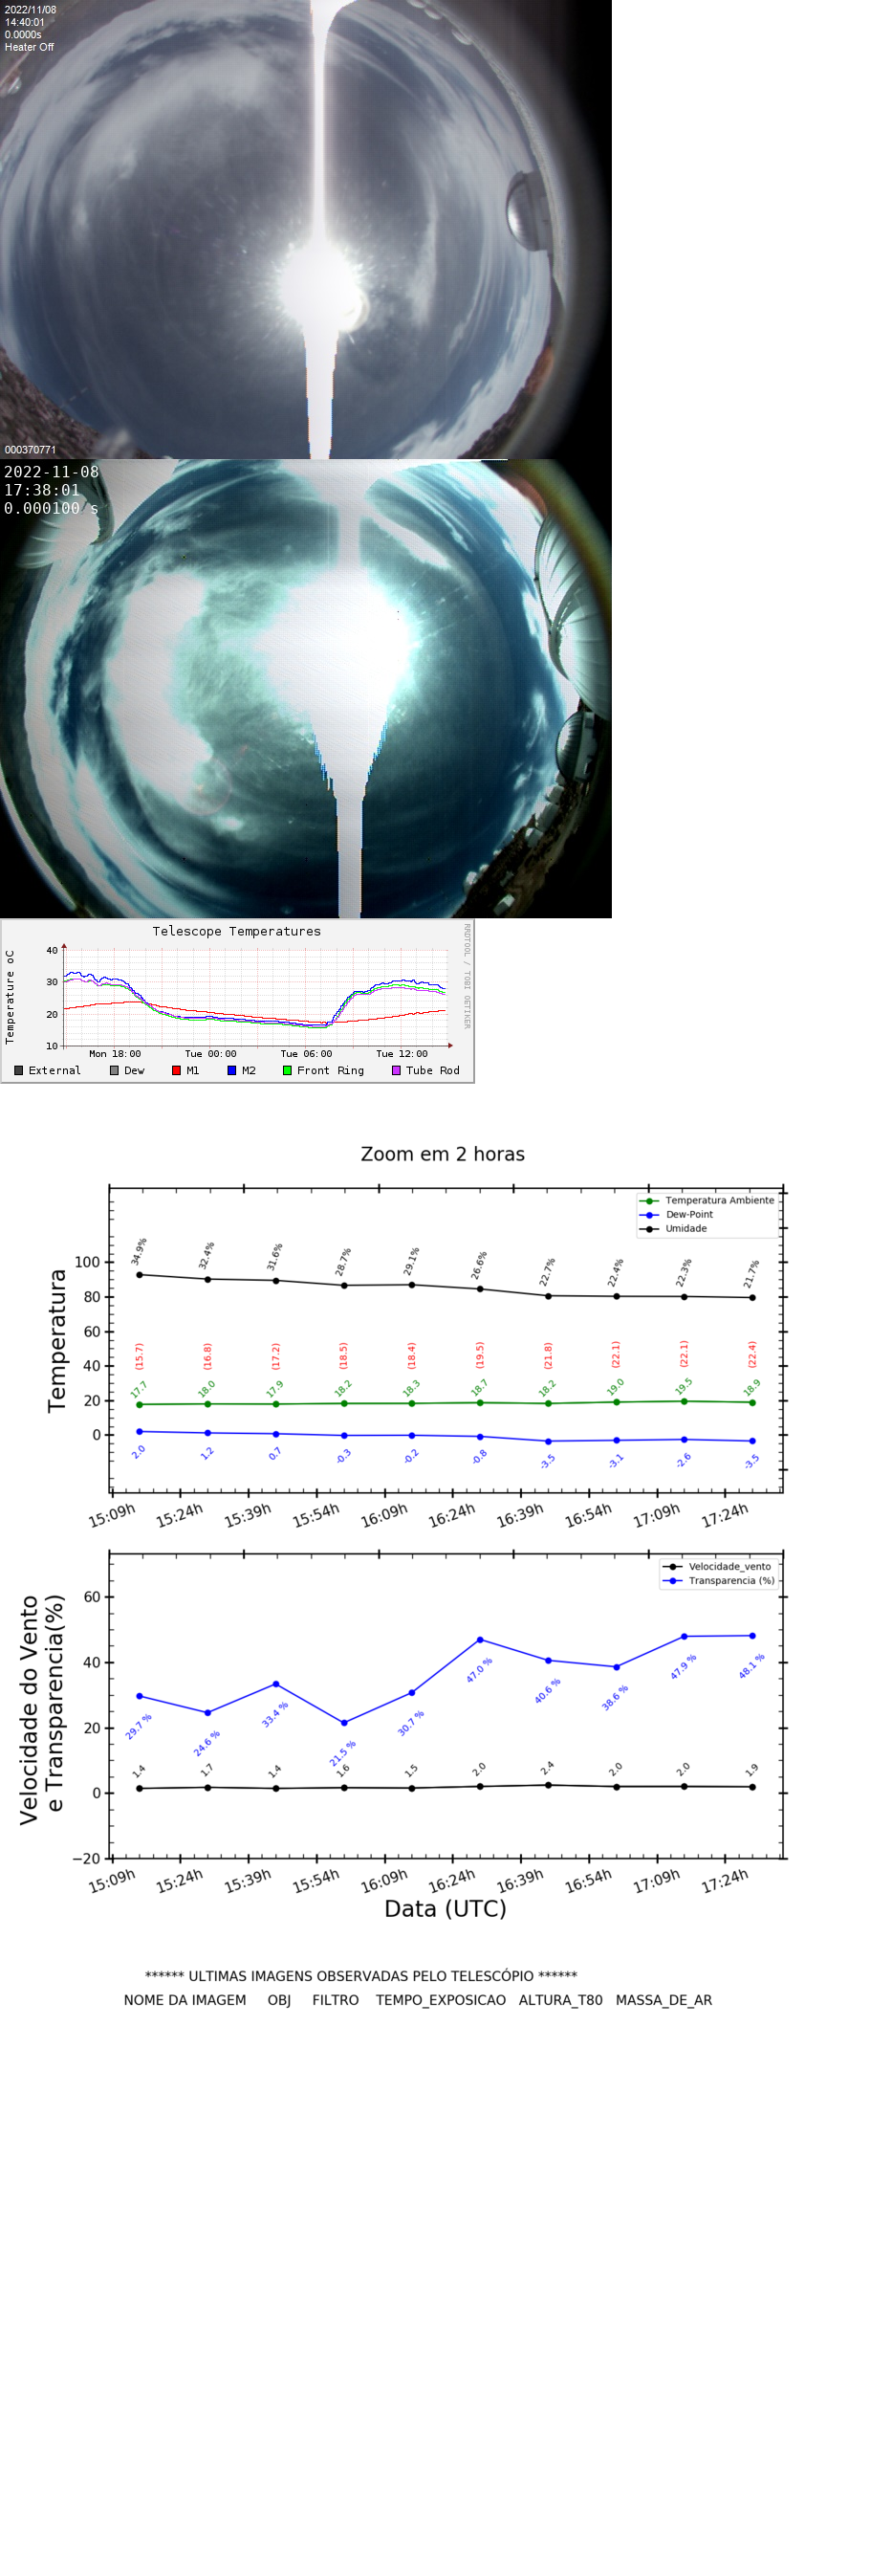 2022/11/08
14:40:01
0.0000s
Heater Off
000370771
2022-11-08
17:38:01
0.000100 s
Telescope Temperatures
RRDTOOL / TOBI OETIKER
Temperature oC
40
30
20
10
Mon 18:00 Tue 00:00 Tue 06:00 Tue 12:00
External Dew M1 M2 Front Ring Tube Rod
Zoom em 2 horas
Temperatura Ambiente
Dew-Point
Umidade
Temperatura
100
80
60
40
20
0
34.9% 32.4% 31.6% 28.7% 29.1% 26.6% 22.7% 22.4% 22.3% 21.7%
(15.7) (16.8) (17.2) (18.5) (18.4) (19.5) (21.8) (22.1) (22.1) (22.4)
17.7 18.0 17.9 18.2 18.3 18.7 18.2 19.0 19.5 18.9
2.0 1.2 0.7 -0.3 -0.2 -0.8 -3.5 -3.1 -2.6 -3.5
15:09h 15:24h 15:39h 15:54h 16:09h 16:24h 16:39h 16:54h 17:09h 17:24h
Velocidade_vento
Transparencia (%)
Velocidade do Vento
e Transparencia(%)
60
40
20
0
−20
29.7 % 24.6 % 33.4 % 21.5 % 30.7 % 47.0 % 40.6 % 38.6 % 47.9 % 48.1 %
1.4 1.7 1.4 1.6 1.5 2.0 2.4 2.0 2.0 1.9
15:09h 15:24h 15:39h 15:54h 16:09h 16:24h 16:39h 16:54h 17:09h 17:24h
Data (UTC)
****** ULTIMAS IMAGENS OBSERVADAS PELO TELESCÓPIO ******
NOME DA IMAGEM OBJ FILTRO TEMPO_EXPOSICAO ALTURA_T80 MASSA_DE_AR